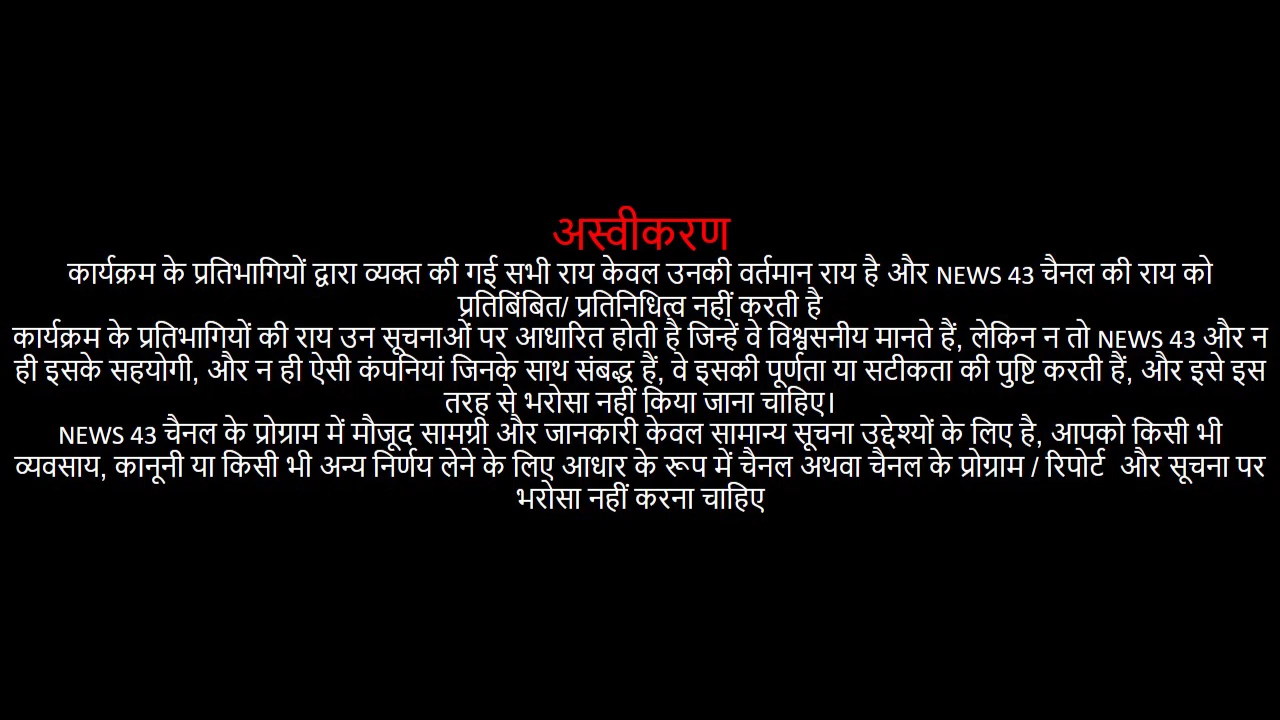 अस्वीकरण
कार्यक्रम के प्रतिभागियों द्वारा व्यक्त की गई सभी राय केवल उनकी वर्तमान राय है और NEWS 43 चैनल की राय को
प्रतिबिंबित/ प्रतिनिधित्व नहीं करती है
कार्यक्रम के प्रतिभागियों की राय उन सूचनाओं पर आधारित होती है जिन्हें वे विश्वसनीय मानते हैं, लेकिन न तो NEWS 43 और न
ही इसके सहयोगी, और न ही ऐसी कंपनियां जिनके साथ संबद्ध हैं, वे इसकी पूर्णता या सटीकता की पुष्टि करती हैं, और इसे इस
तरह से भरोसा नहीं किया जाना चाहिए।
NEWS 43 चैनल के प्रोग्राम में मौजूद सामग्री और जानकारी केवल सामान्य सूचना उद्देश्यों के लिए है, आपको किसी भी
व्यवसाय, कानूनी या किसी भी अन्य निर्णय लेने के लिए आधार के रूप में चैनल अथवा चैनल के प्रोग्राम / रिपोर्ट और सूचना पर
भरोसा नहीं करना चाहिए